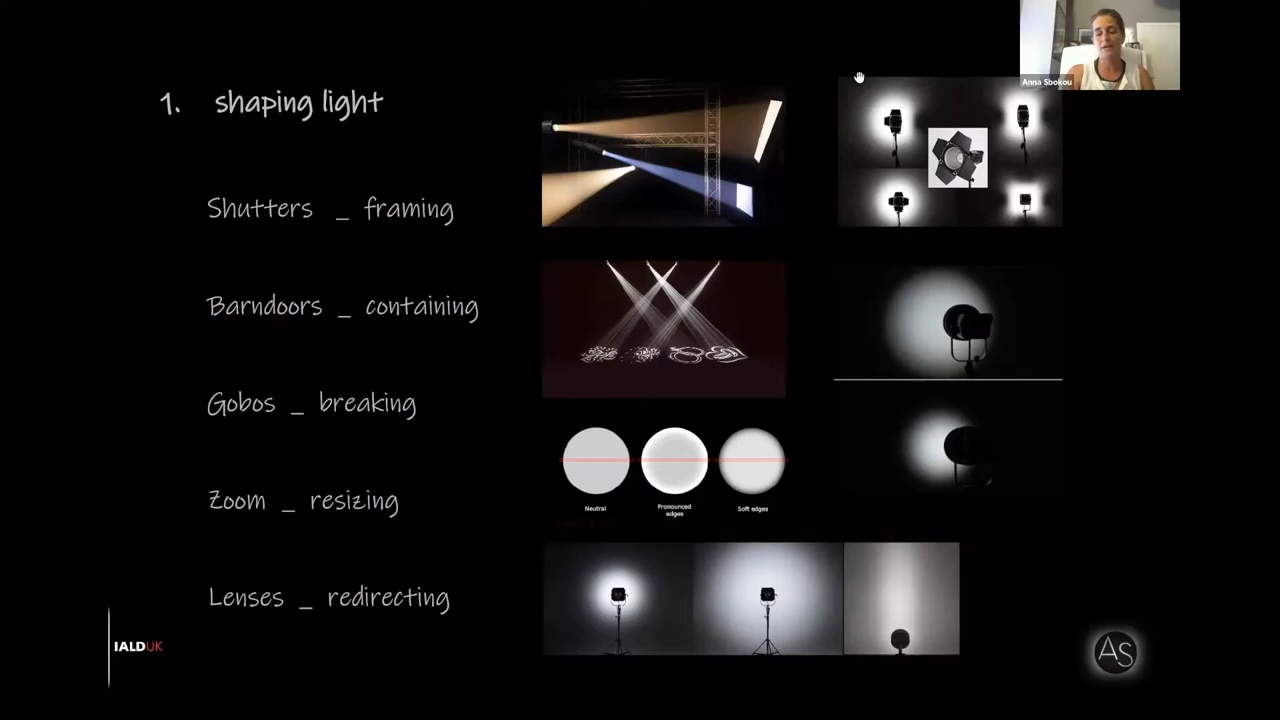 Anna Sbokou
1. shaping light
Shutters _ framing
Barndoors _ containing
Gobos _ breaking
Zoom _ resizing
Lenses _ redirecting
Neutral
Pronounced
edges
Soft edges
IALDUK
AS